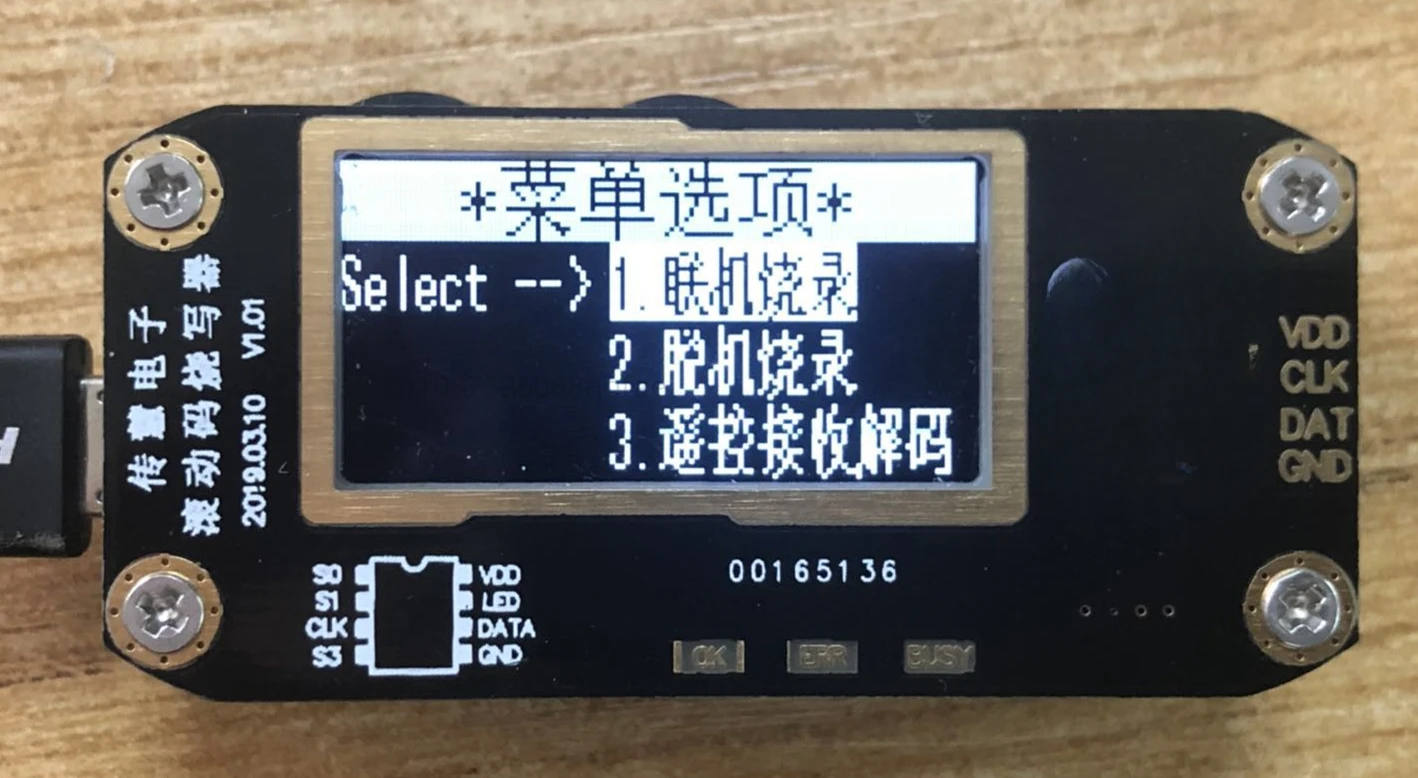 *菜单选项*
Select -->1.联机烧录
2.脱机烧录
3.遥控接收解码
传慧电子
滚动码烧写器
2019.03.10 V1.01
VDD
CLK
DAT
GND
00165136
S0 VDD
S1 LED
CLK DATA
S3 GND
OK ERR BUSY